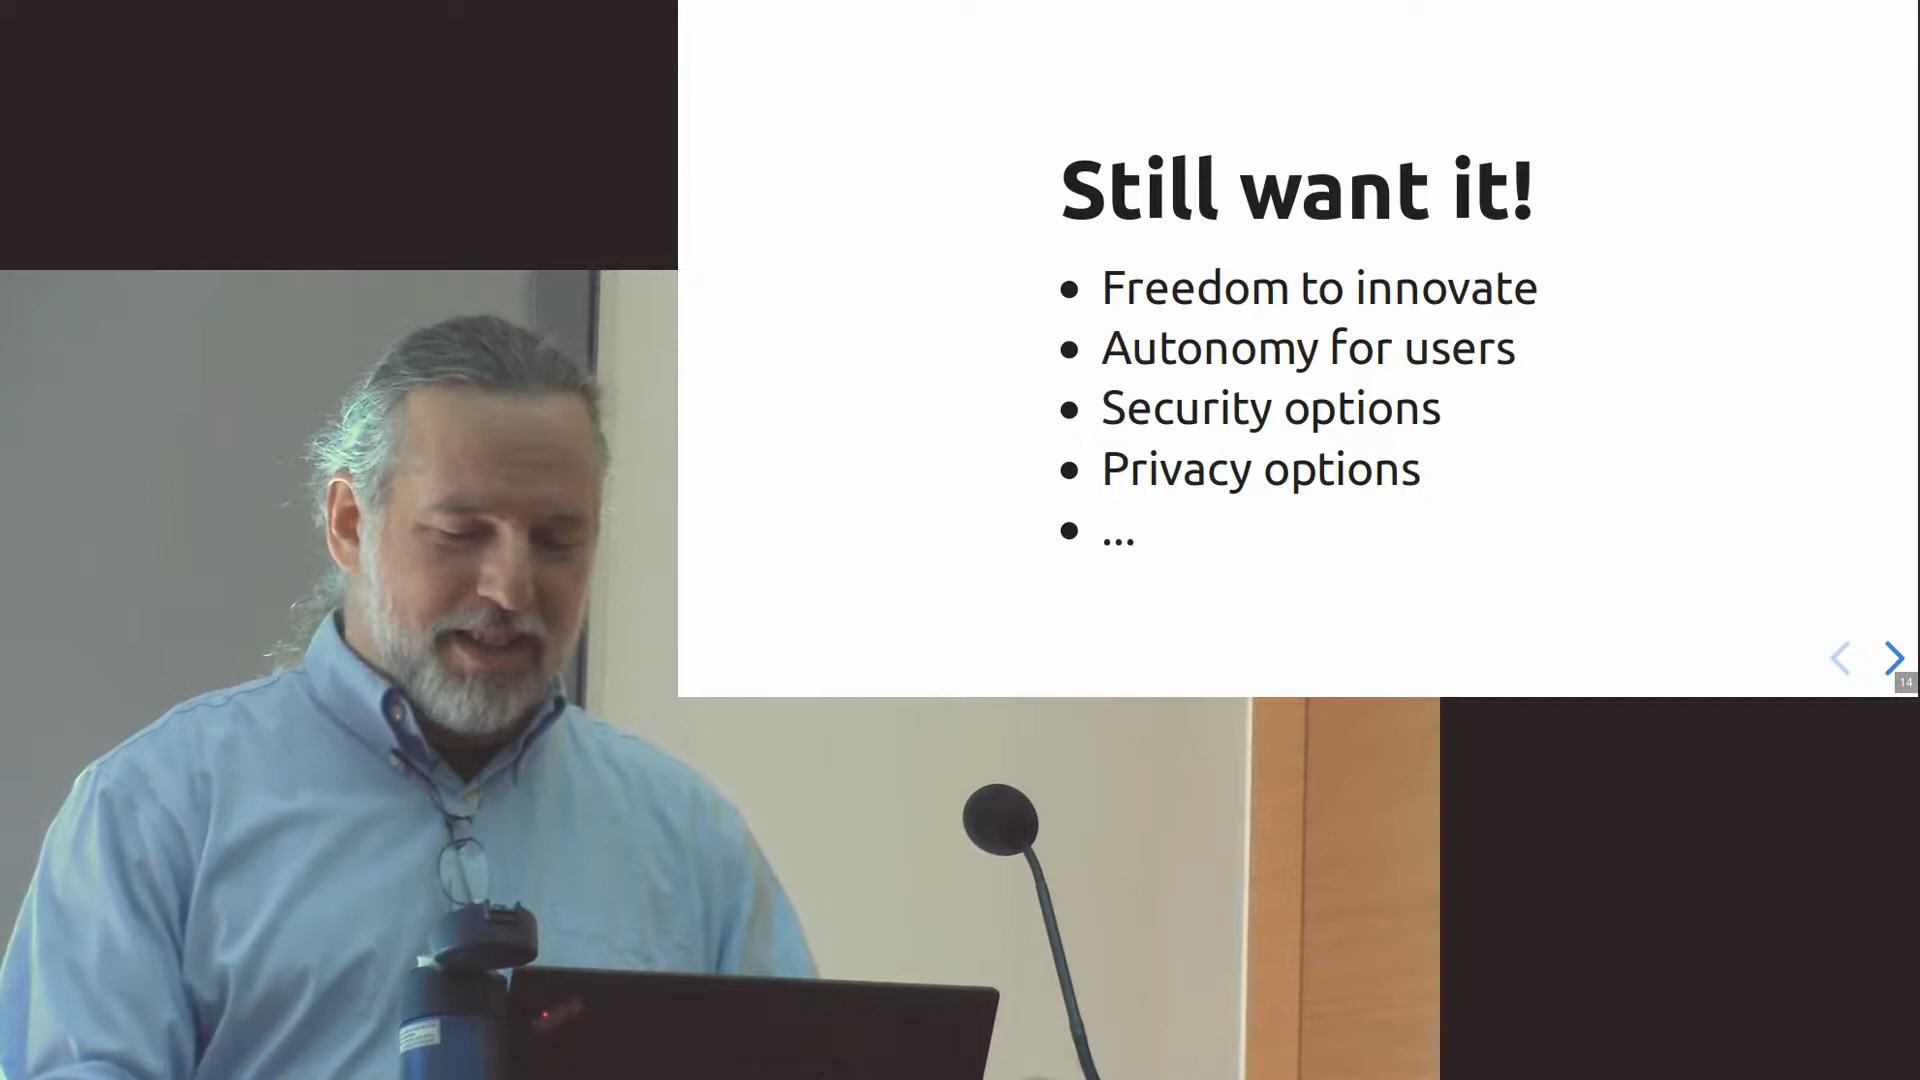 Still want it!
• Freedom to innovate
• Autonomy for users
• Security options
• Privacy options
• ...
14